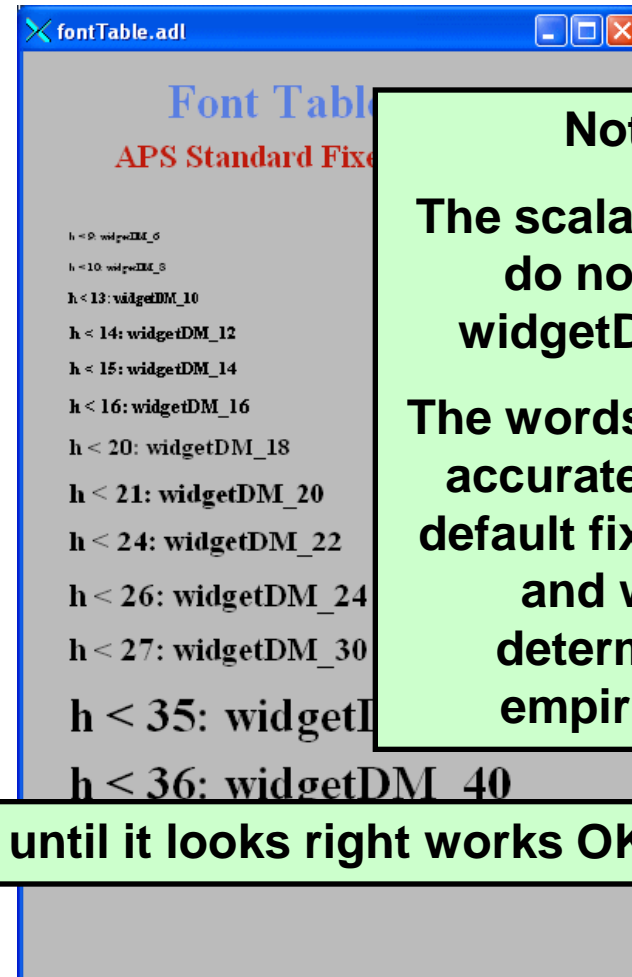 fontTable.adl
Font Table
APS Standard Fixe
h < 9: widgetDM_6
h < 10: widgetDM_8
h < 13: widgetDM_10
h < 14: widgetDM_12
h < 15: widgetDM_14
h < 16: widgetDM_16
h < 20: widgetDM_18
h < 21: widgetDM_20
h < 24: widgetDM_22
h < 26: widgetDM_24
h < 27: widgetDM_30
h < 35: widget
h < 36: widgetDM_40
Not
The scala
do no
widgetD
The words
accurate
default fix
and w
detern
empir
until it looks right works OK